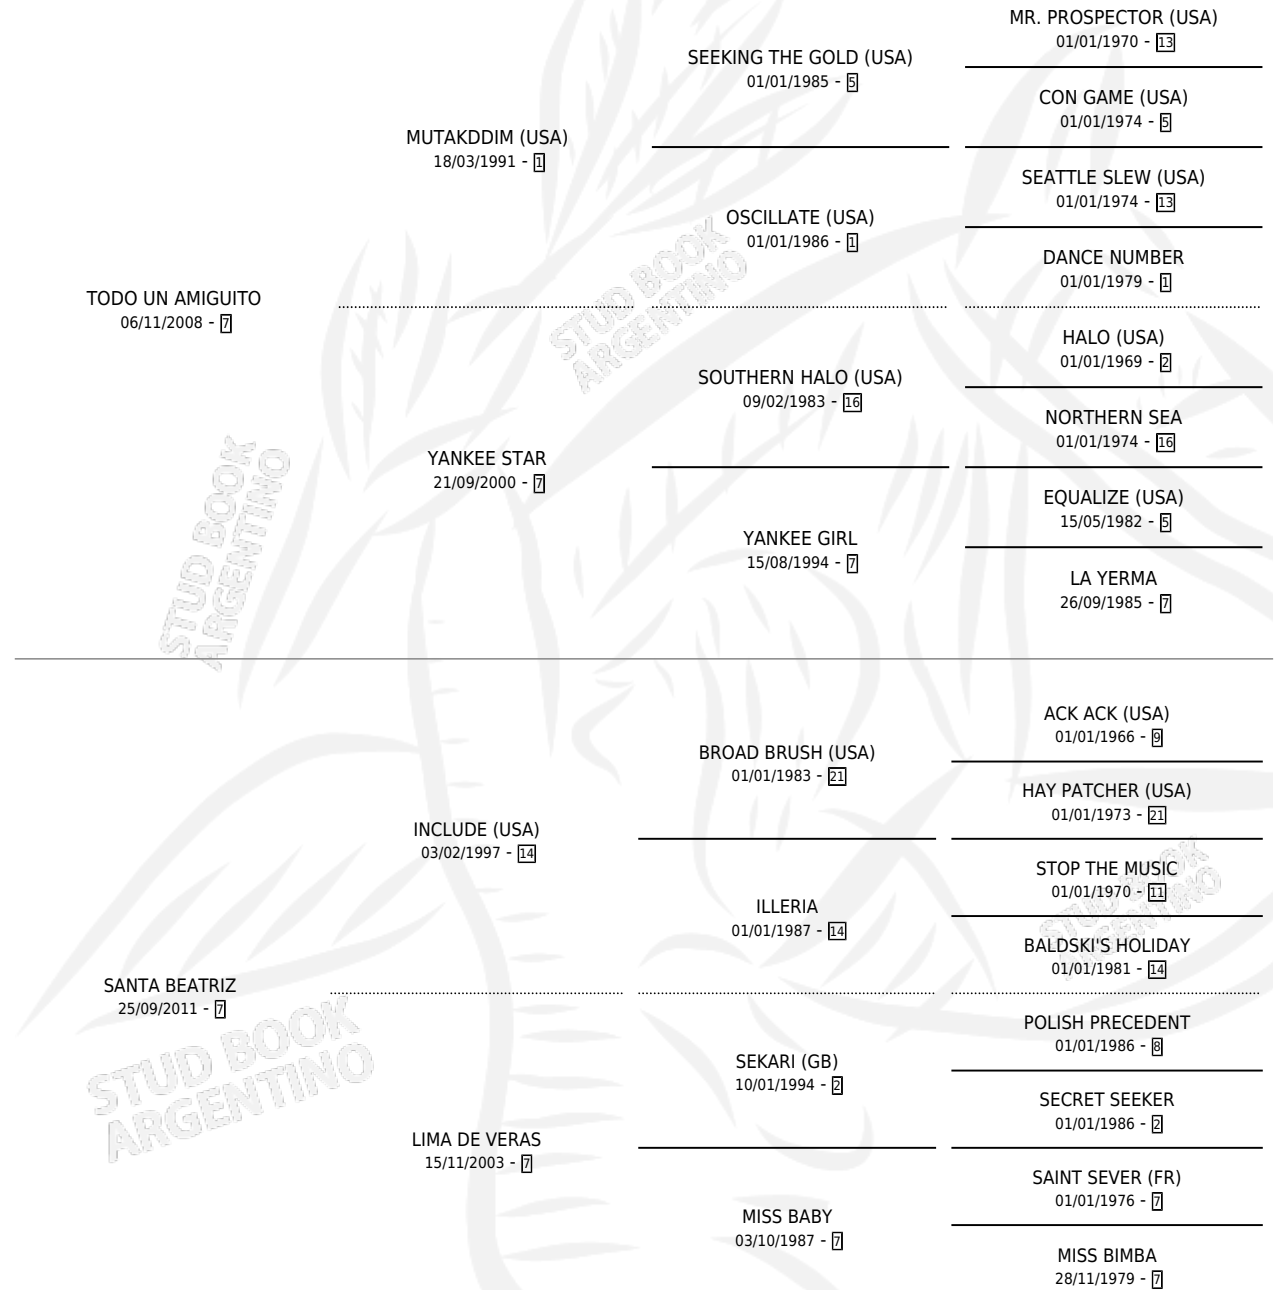 MR. PROSPECTOR (USA)
01/01/1970 - 13
SEEKING THE GOLD (USA)
01/01/1985 - 5
CON GAME (USA)
01/01/1974 - 5
MUTAKDDIM (USA)
18/03/1991 - 1
SEATTLE SLEW (USA)
01/01/1974 - 13
OSCILLATE (USA)
01/01/1986 - 1
DANCE NUMBER
01/01/1979 - 1
TODO UN AMIGUITO
06/11/2008 - 7
STUD BOOK
ARGENTINO
HALO (USA)
01/01/1969 - 2
SOUTHERN HALO (USA)
09/02/1983 - 16
NORTHERN SEA
01/01/1974 - 16
YANKEE STAR
21/09/2000 - 7
EQUALIZE (USA)
15/05/1982 - 5
YANKEE GIRL
15/08/1994 - 7
LA YERMA
26/09/1985 - 7
STUD BOOK
ARGENTINO
ACK ACK (USA)
01/01/1966 - 9
BROAD BRUSH (USA)
01/01/1983 - 21
HAY PATCHER (USA)
01/01/1973 - 21
INCLUDE (USA)
03/02/1997 - 14
STOP THE MUSIC
01/01/1970 - 11
ILLERIA
01/01/1987 - 14
BALDSKI'S HOLIDAY
01/01/1981 - 14
STUD BOOK
ARGENTINO
SANTA BEATRIZ
25/09/2011 - 7
POLISH PRECEDENT
01/01/1986 - 8
SEKARI (GB)
10/01/1994 - 2
SECRET SEEKER
01/01/1986 - 2
STUD BOOK
ARGENTINO
LIMA DE VERAS
15/11/2003 - 7
SAINT SEVER (FR)
01/01/1976 - 7
MISS BABY
03/10/1987 - 7
MISS BIMBA
28/11/1979 - 7